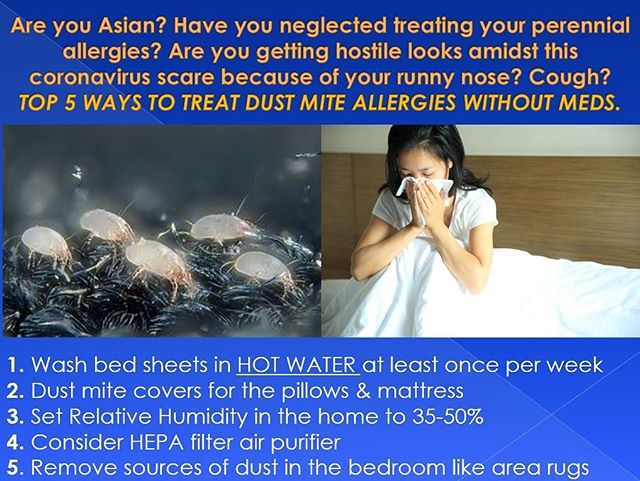 Are you Asian? Have you neglected treating your perennial
allergies? Are you getting hostile looks amidst this
coronavirus scare because of your runny nose? Cough?
TOP 5 WAYS TO TREAT DUST MITE ALLERGIES WITHOUT MEDS.
1. Wash bed sheets in HOT WATER at least once per week
2. Dust mite covers for the pillows & mattress
3. Set Relative Humidity in the home to 35-50%
4. Consider HEPA filter air purifier
5. Remove sources of dust in the bedroom like area rugs